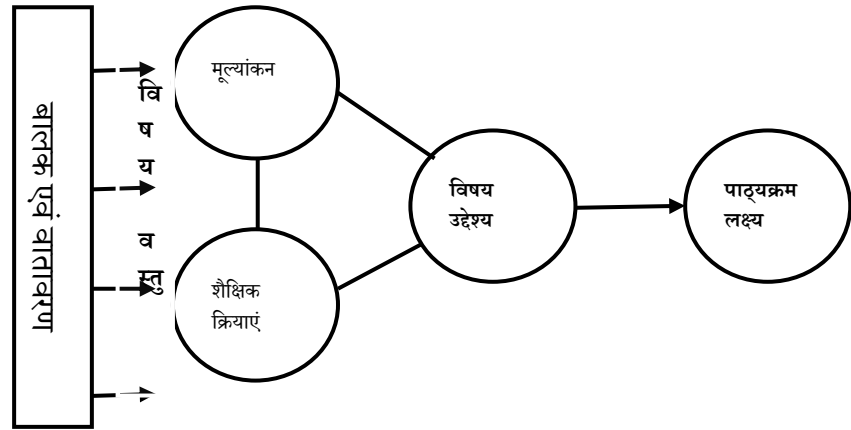 बालक एवं वातावरण
वि
ष
य
व
स्तु
मूल्यांकन
शैक्षिक
क्रियाएं
विषय
उद्देश्य
पाठ्यक्रम
लक्ष्य